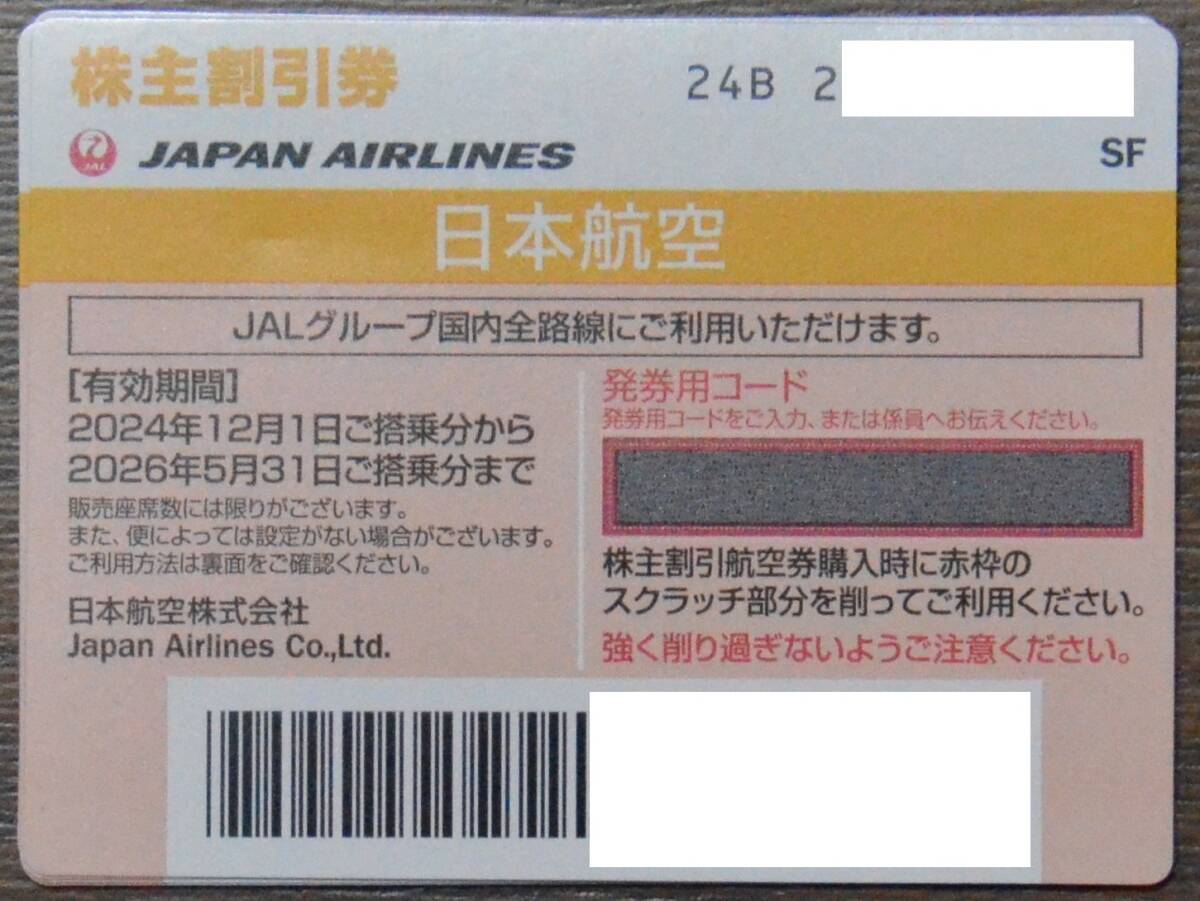 株主割引券
24B 2
JAL
JAPAN AIRLINES
SF
日本航空
JALグループ国内全路線にご利用いただけます。
[有効期間]
2024年12月1日ご搭乗分から
2026年5月31日ご搭乗分まで
販売座席数には限りがございます。
また、便によっては設定がない場合がございます。
ご利用方法は裏面をご確認ください。
日本航空株式会社
Japan Airlines Co.,Ltd.
発券用コード
発券用コードをご入力、または係員へお伝えください。
株主割引航空券購入時に赤枠の
スクラッチ部分を削ってご利用ください。
強く削り過ぎないようご注意ください。